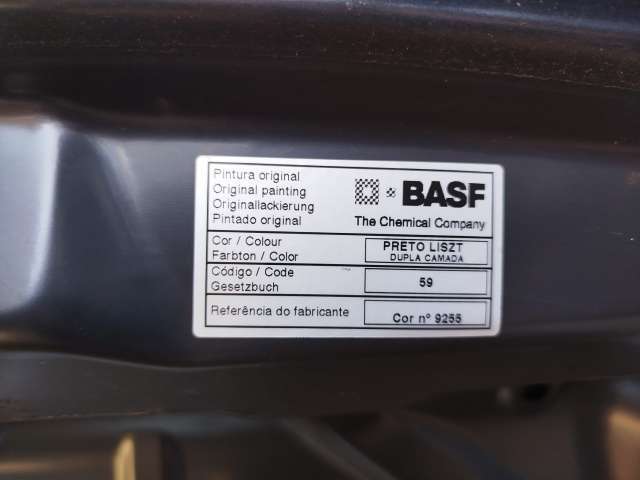 Pintura original
Original painting
Originallackierung
Pintado original
BASF
The Chemical Company
Cor / Colour
Farbton / Color
PRETO LISZT
DUPLA CAMADA
Código / Code
Gesetzbuch
59
Referência do fabricante
Cor nº 9255